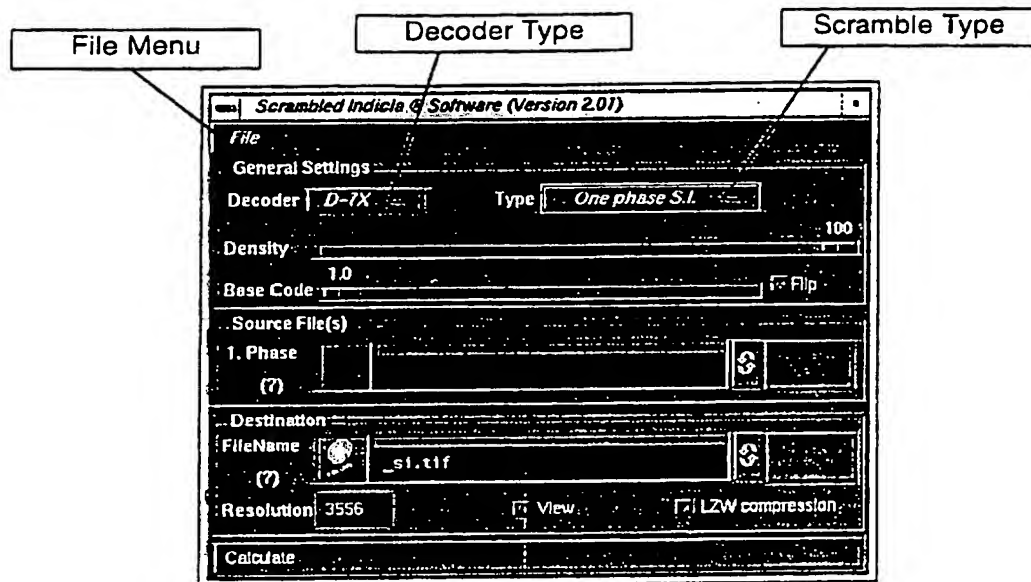 File Menu
Decoder Type
Scramble Type
Scrambled Indicia @ Software (Version 2.01)
File
General Settings
Decoder D-7X Type One phase S.I.
100
Density
1.0
Base Code Flip
Source File(s)
1. Phase
(?)
Destination
FileName
_si.tif
(?)
Resolution 3556 View LZW compression
Calculate